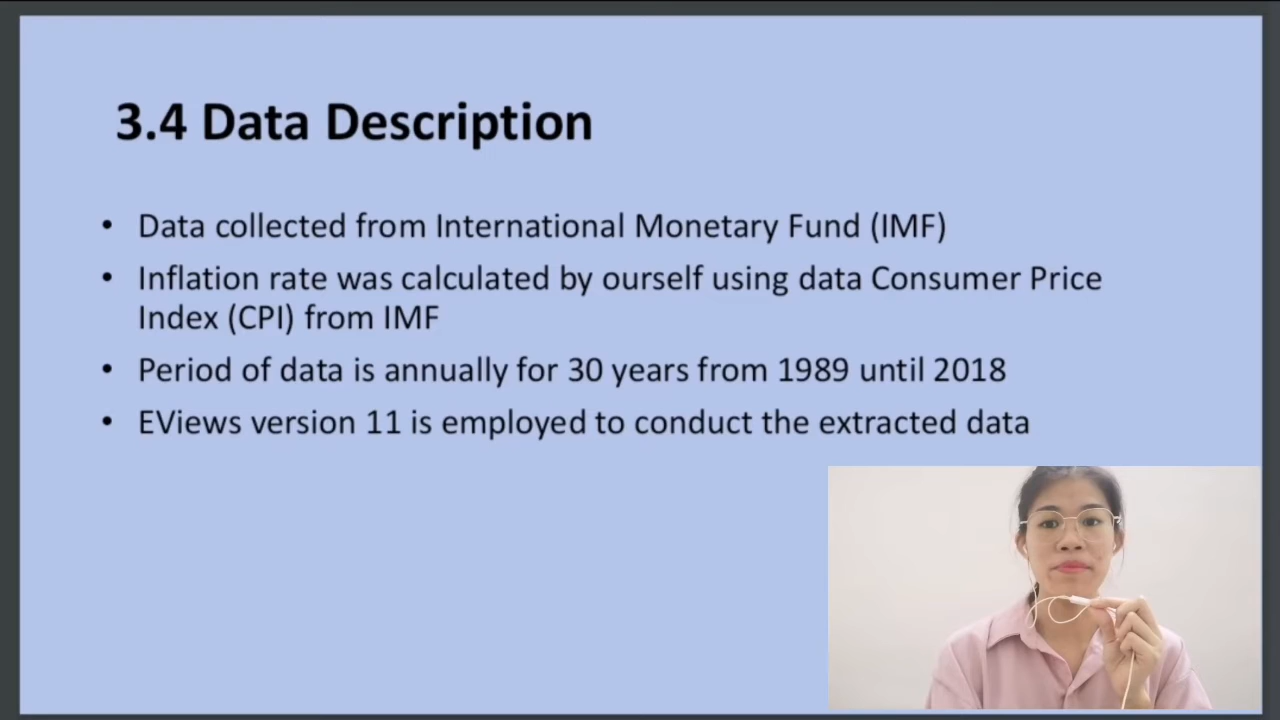 3.4 Data Description
• Data collected from International Monetary Fund (IMF)
• Inflation rate was calculated by ourself using data Consumer Price
Index (CPI) from IMF
• Period of data is annually for 30 years from 1989 until 2018
• EViews version 11 is employed to conduct the extracted data